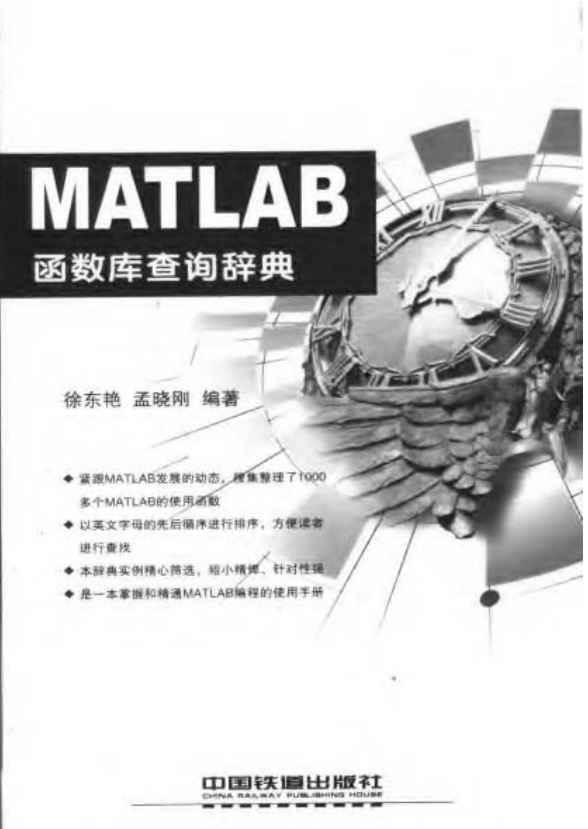 MATLAB
函数库查询辞典
徐东艳 孟晓刚 编著
◆ 紧跟MATLAB发展的动态，搜集整理了1000
多个MATLAB的使用函数
◆ 以英文字母的先后循序进行排序，方便读者
进行查找
◆ 本辞典实例精心筛选，短小精悍、针对性强
◆ 是一本掌握和精通MATLAB编程的使用手册
中国铁道出版社
CHINA RAILWAY PUBLISHING HOUSE